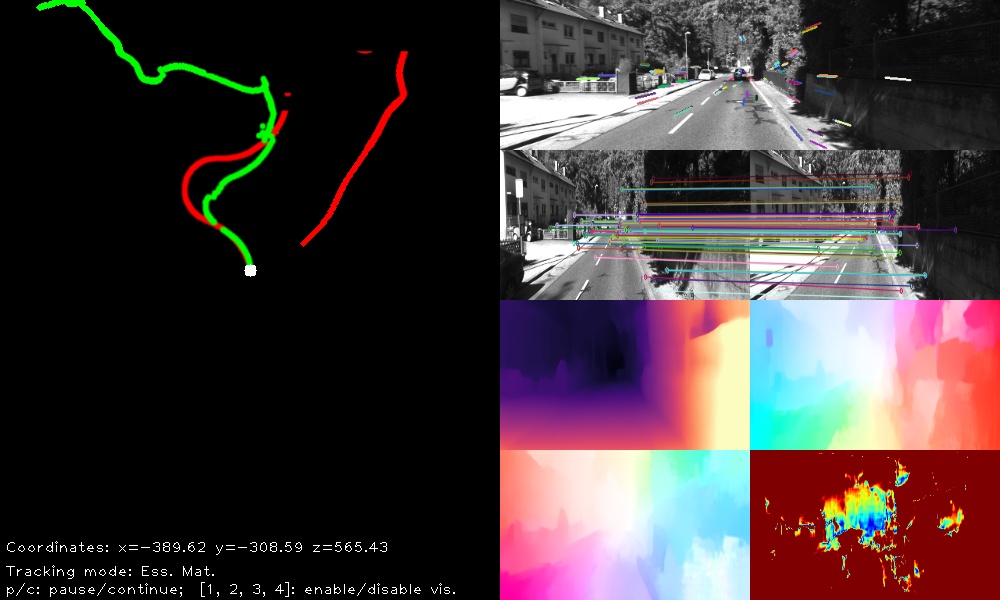 Coordinates: x=-389.62 y=-308.59 z=565.43
Tracking mode: Ess. Mat.
p/c: pause/continue;  [1, 2, 3, 4]: enable/disable vis.